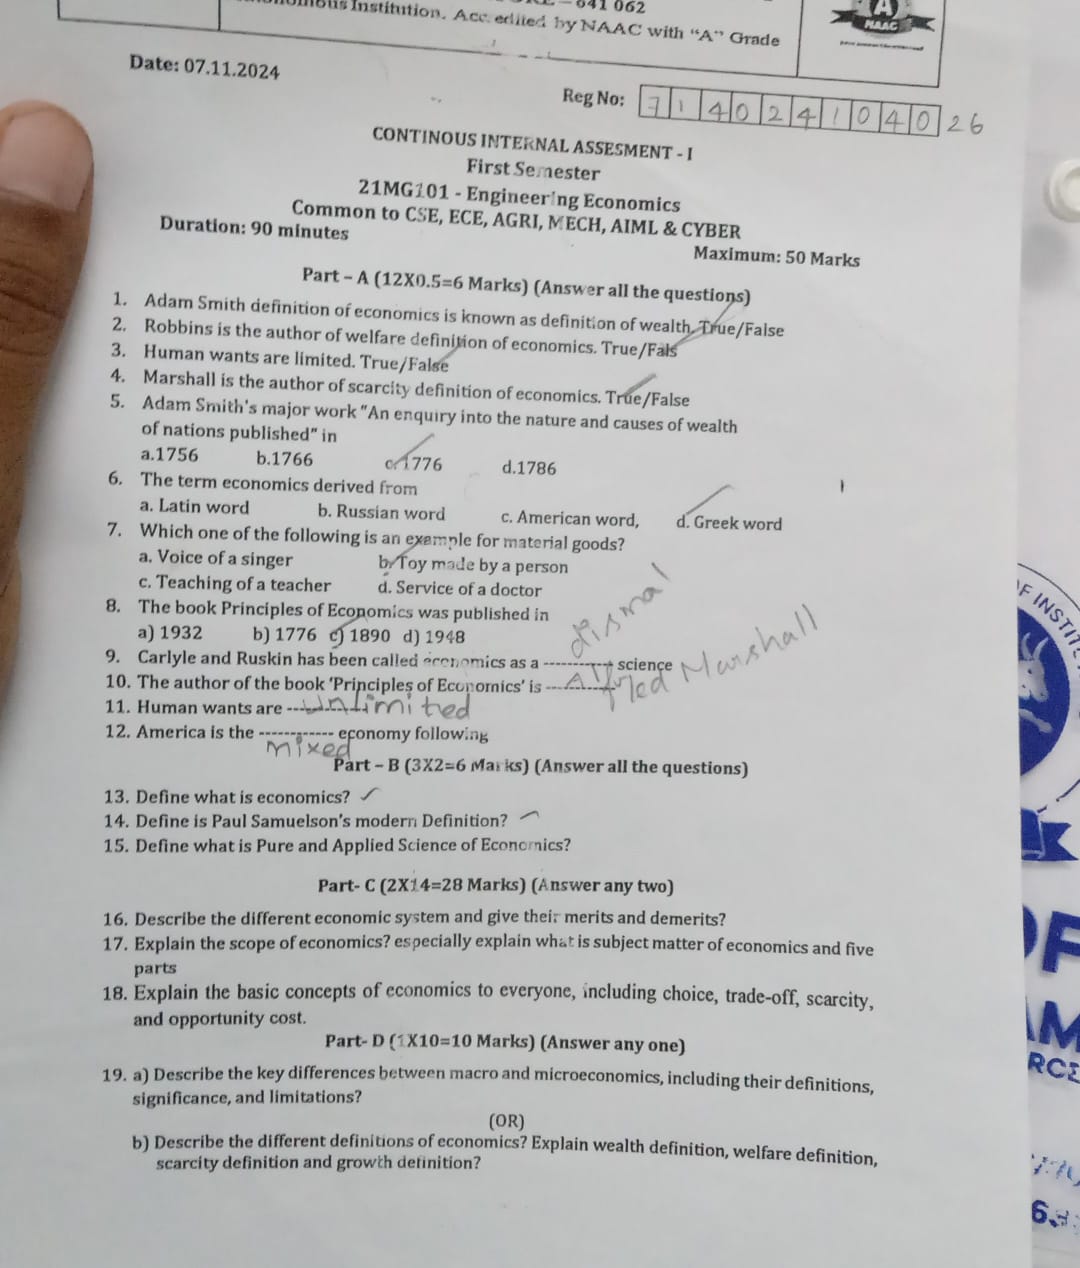 641 062
Institution, Accredited by NAAC with “A” Grade
A
NAAC
Date: 07.11.2024
Reg No: 7 1 4 0 2 4 1 0 4 0 26
CONTINOUS INTERNAL ASSESMENT - I
First Semester
21MG101 - Engineering Economics
Common to CSE, ECE, AGRI, MECH, AIML & CYBER
Duration: 90 minutes
Maximum: 50 Marks
Part – A (12X0.5=6 Marks) (Answer all the questions)
1. Adam Smith definition of economics is known as definition of wealth. True/False
2. Robbins is the author of welfare definition of economics. True/Fals
3. Human wants are limited. True/False
4. Marshall is the author of scarcity definition of economics. True/False
5. Adam Smith's major work "An enquiry into the nature and causes of wealth
of nations published" in
a.1756 b.1766 c.1776 d.1786
6. The term economics derived from
a. Latin word b. Russian word c. American word, d. Greek word
7. Which one of the following is an example for material goods?
a. Voice of a singer b. Toy made by a person
c. Teaching of a teacher d. Service of a doctor
8. The book Principles of Economics was published in
a) 1932 b) 1776 c) 1890 d) 1948
dismal
9. Carlyle and Ruskin has been called economics as a ----------- science
10. The author of the book 'Principles of Economics' is ----------- Alfred Marshall
11. Human wants are ----------- Unlimited
12. America is the ----------- economy following
mixed
Part – B (3X2=6 Marks) (Answer all the questions)
13. Define what is economics?
14. Define is Paul Samuelson's modern Definition?
15. Define what is Pure and Applied Science of Economics?
Part- C (2X14=28 Marks) (Answer any two)
16. Describe the different economic system and give their merits and demerits?
17. Explain the scope of economics? especially explain what is subject matter of economics and five
parts
18. Explain the basic concepts of economics to everyone, including choice, trade-off, scarcity,
and opportunity cost.
Part- D (1X10=10 Marks) (Answer any one)
19. a) Describe the key differences between macro and microeconomics, including their definitions,
significance, and limitations?
(OR)
b) Describe the different definitions of economics? Explain wealth definition, welfare definition,
scarcity definition and growth definition?